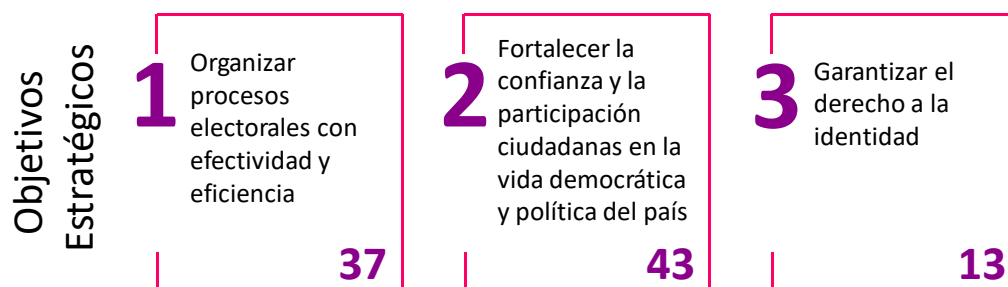 Objetivos
Estratégicos
1
Organizar
procesos
electorales con
efectividad y
eficiencia
37
2
Fortalecer la
confianza y la
participación
ciudadanas en la
vida democrática
y política del país
43
3
Garantizar el
derecho a la
identidad
13